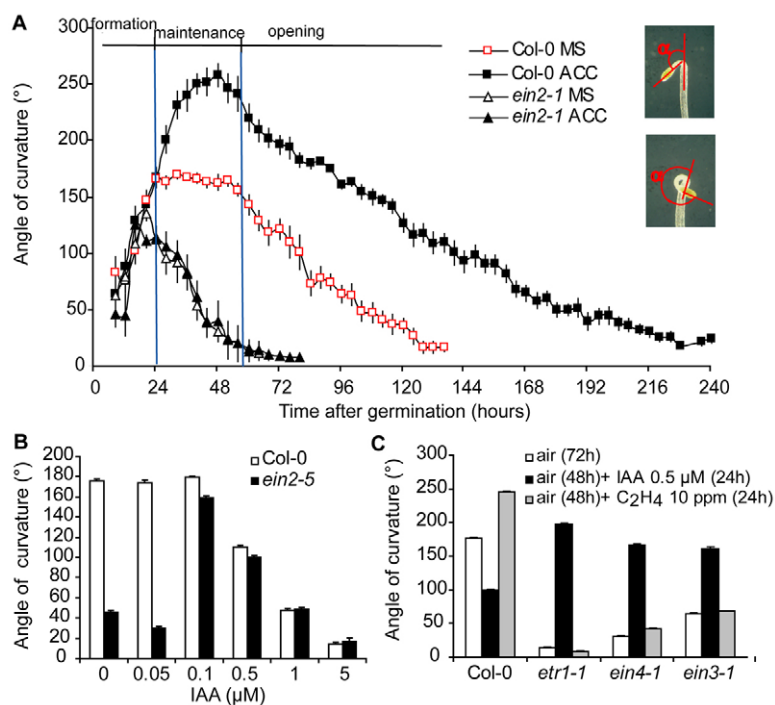 formation
maintenance
opening
A
300
250
200
150
100
50
0
Angle of curvature (°)
Col-0 MS
Col-0 ACC
ein2-1 MS
ein2-1 ACC
α
α
0 24 48 72 96 120 144 168 192 216 240
Time after germination (hours)
B
200
180
160
140
120
100
80
60
40
20
0
Angle of curvature (°)
Col-0
ein2-5
0 0.05 0.1 0.5 1 5
IAA (µM)
C
300
250
200
150
100
50
0
Angle of curvature (°)
air (72h)
air (48h)+ IAA 0.5 µM (24h)
air (48h)+ C₂H₄ 10 ppm (24h)
Col-0 etr1-1 ein4-1 ein3-1